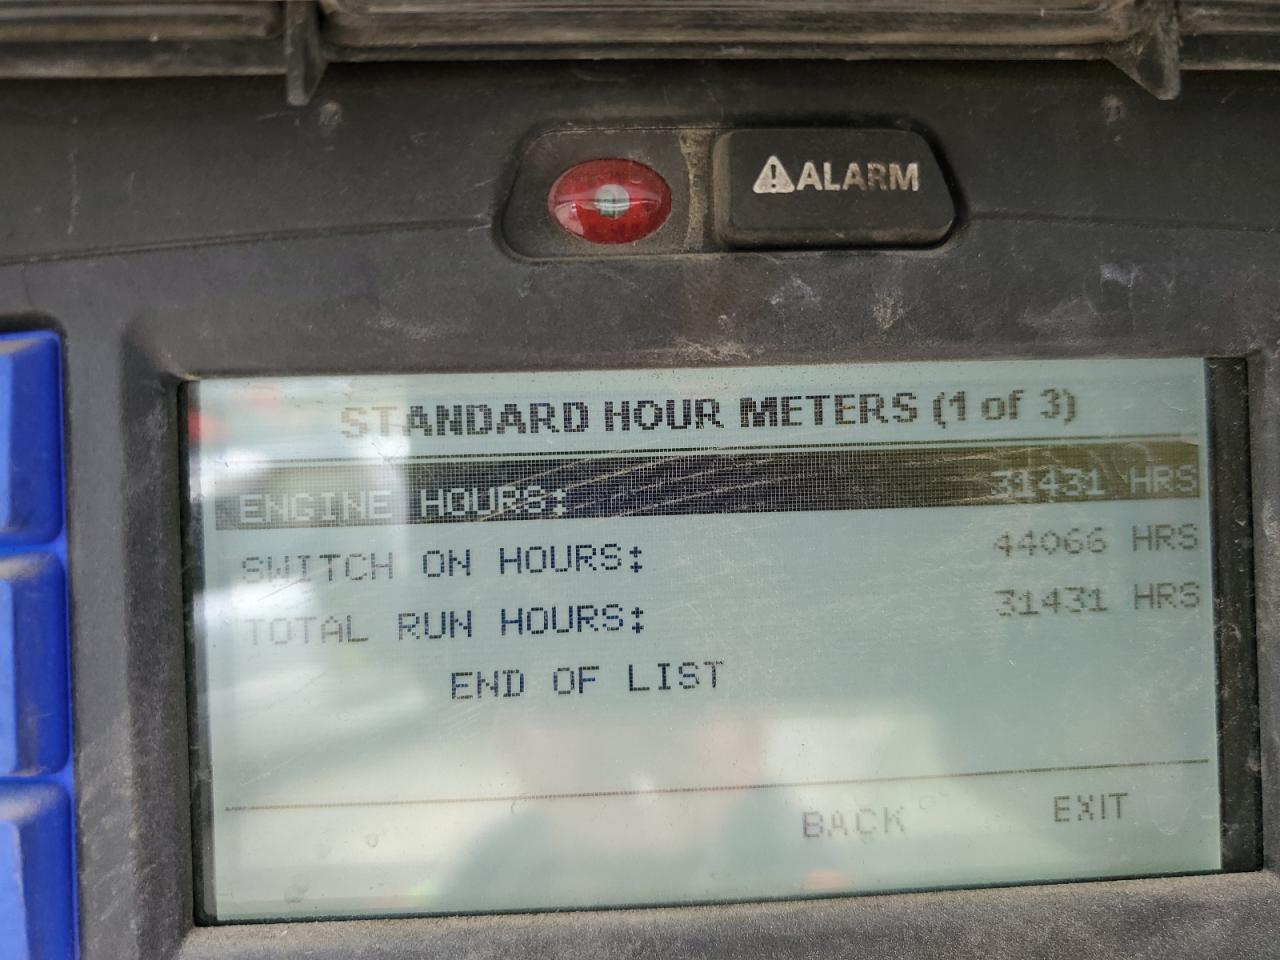 ALARM
STANDARD HOUR METERS (1 of 3)
ENGINE HOURS: 31431 HRS
SWITCH ON HOURS: 44066 HRS
TOTAL RUN HOURS: 31431 HRS
END OF LIST
BACK EXIT